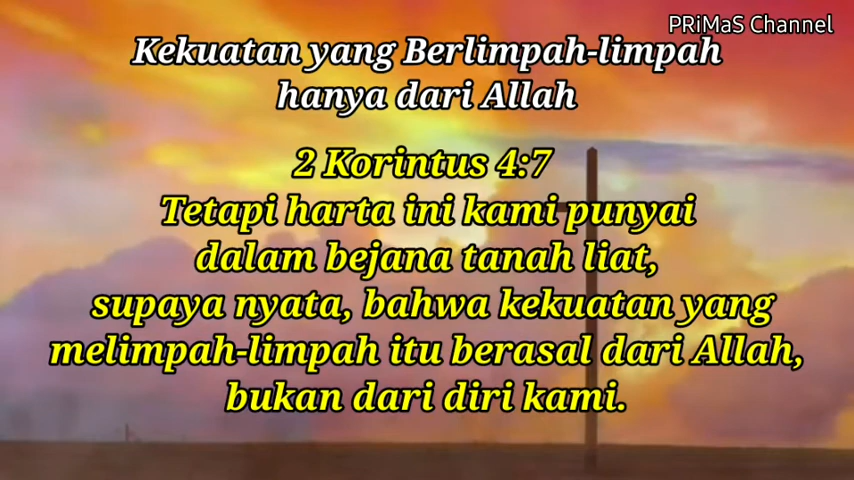 PRiMaS Channel
Kekuatan yang Berlimpah-limpah
hanya dari Allah
2 Korintus 4:7
Tetapi harta ini kami punyai
dalam bejana tanah liat,
supaya nyata, bahwa kekuatan yang
melimpah-limpah itu berasal dari Allah,
bukan dari diri kami.